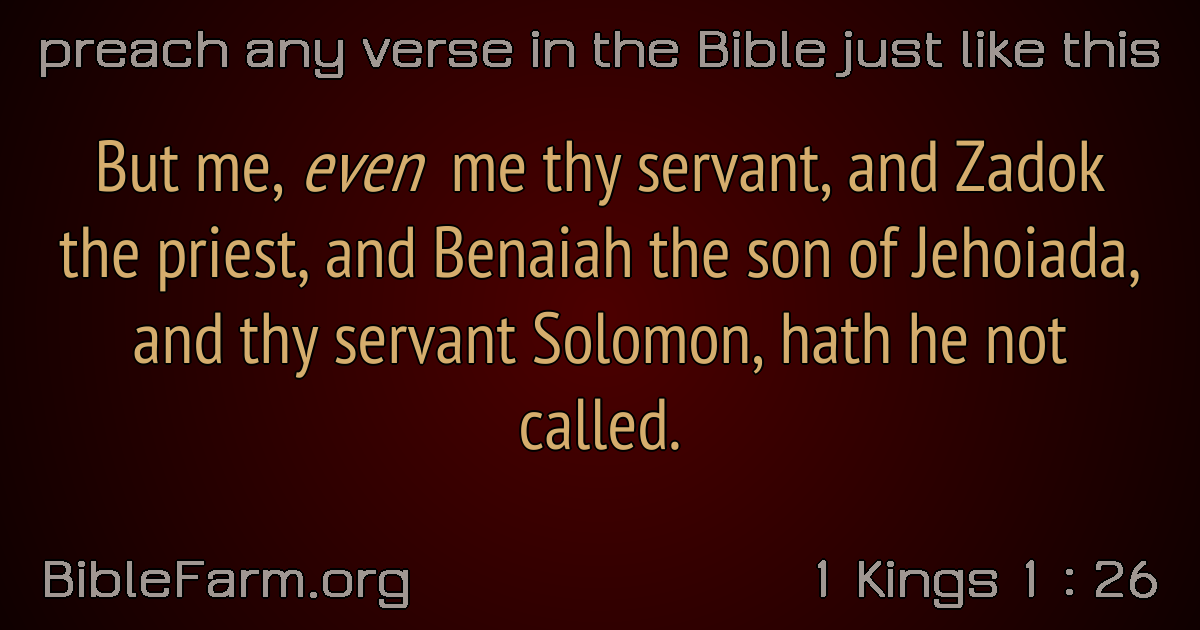 preach any verse in the Bible just like this
But me, even me thy servant, and Zadok
the priest, and Benaiah the son of Jehoiada,
and thy servant Solomon, hath he not
called.
BibleFarm.org
1 Kings 1 : 26